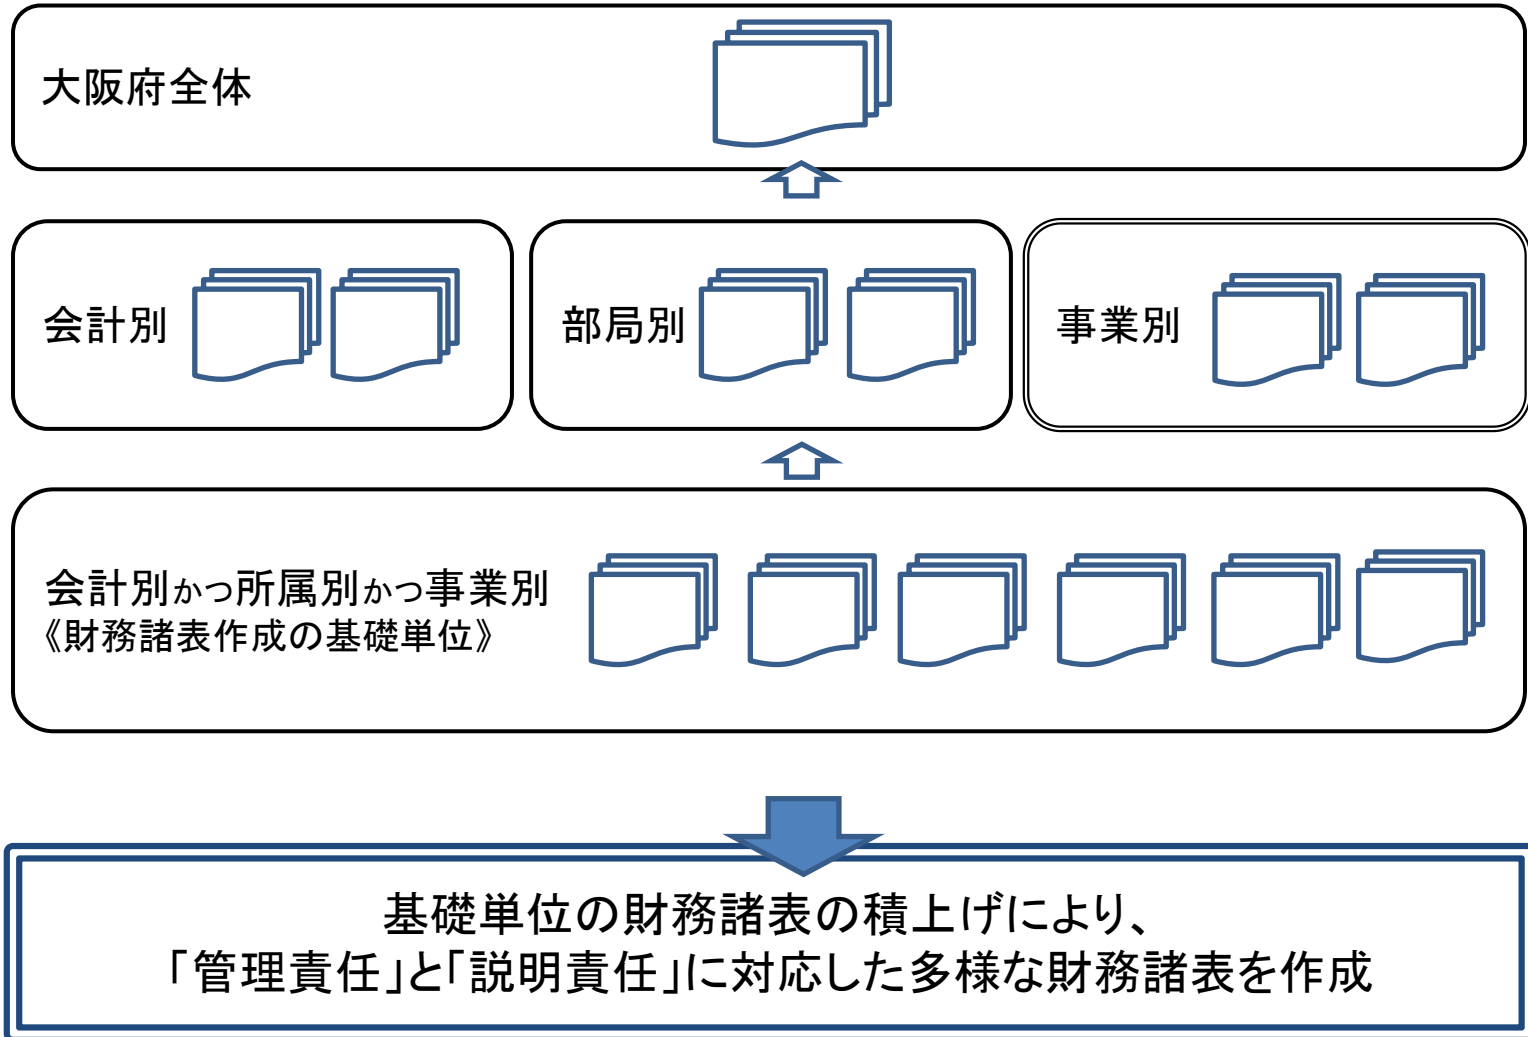 大阪府全体
会計別
部局別
事業別
会計別かつ所属別かつ事業別
《財務諸表作成の基礎単位》
基礎単位の財務諸表の積上げにより、
「管理責任」と「説明責任」に対応した多様な財務諸表を作成